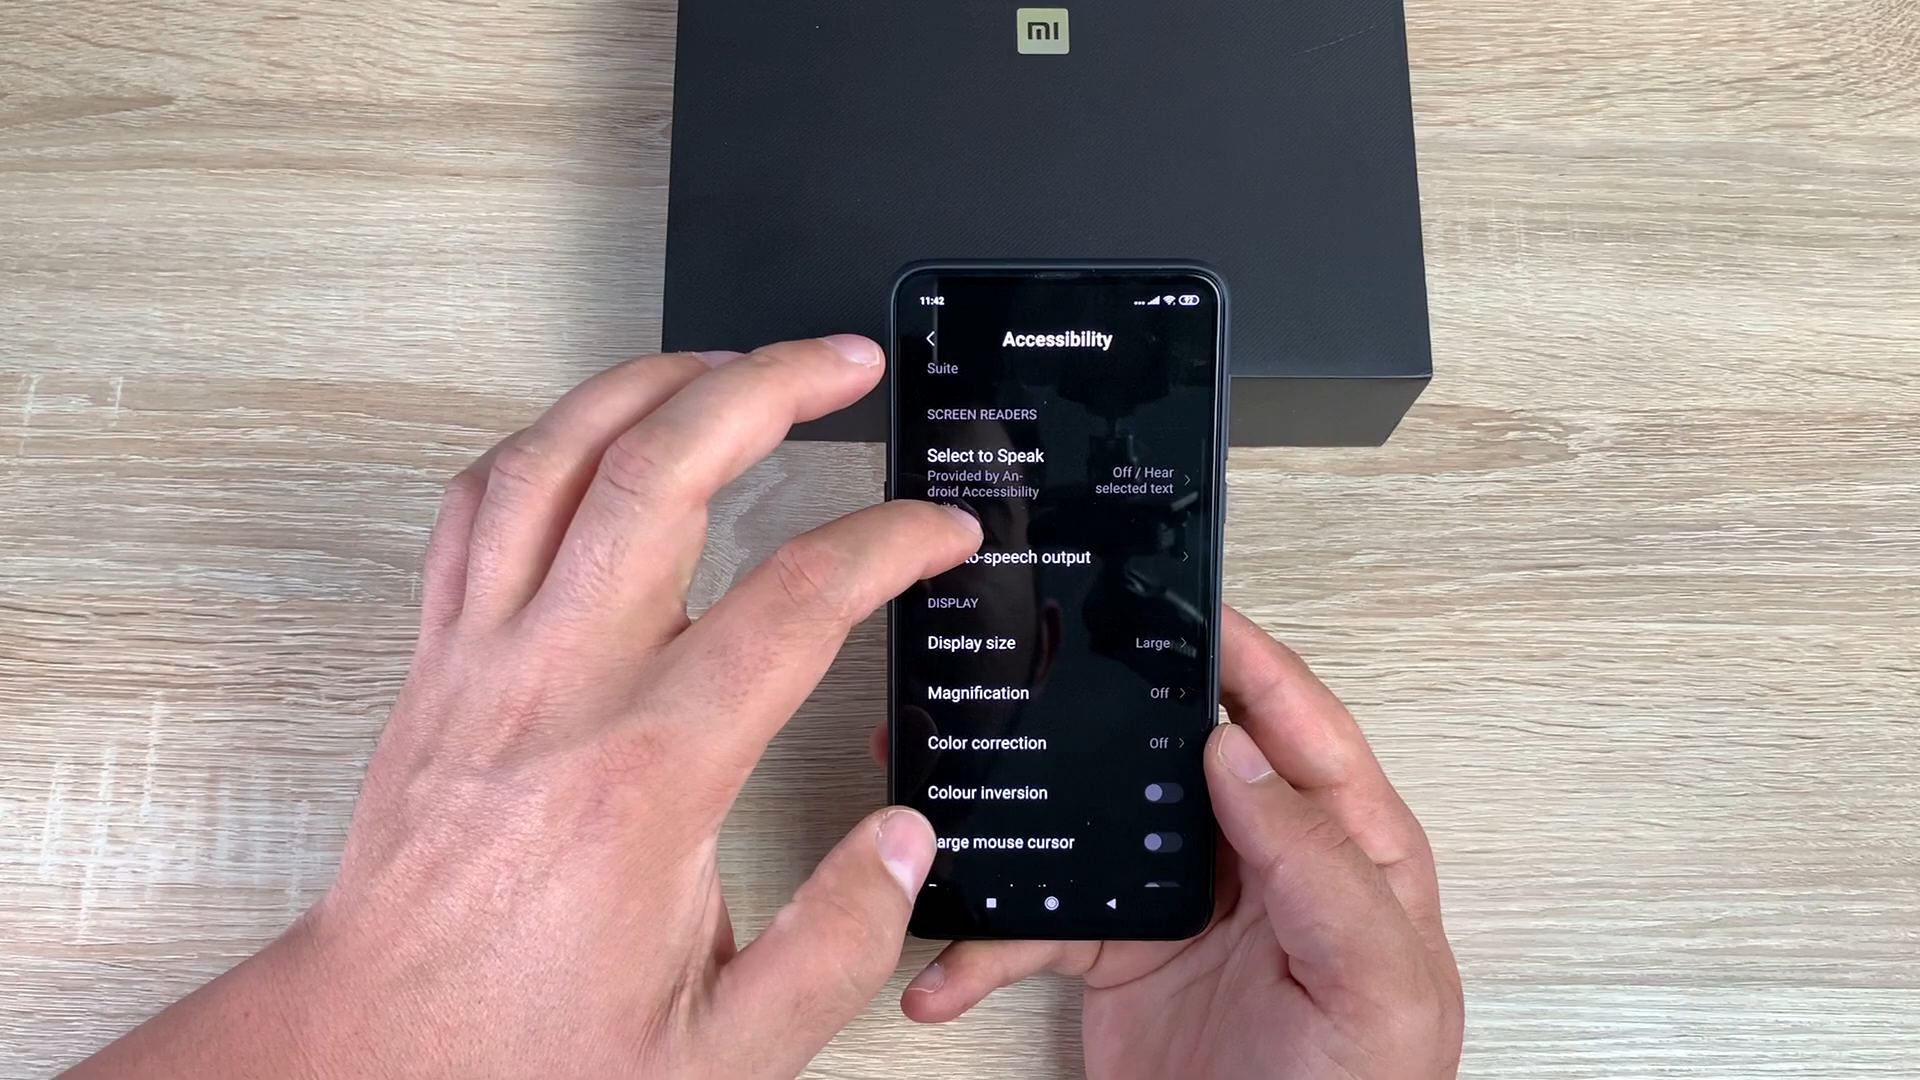 mi
11:42
Accessibility
Suite
SCREEN READERS
Select to Speak
Provided by An-
droid Accessibility
Off / Hear
selected text
to-speech output
DISPLAY
Display size
Large
Magnification
Off
Color correction
Off
Colour inversion
arge mouse cursor